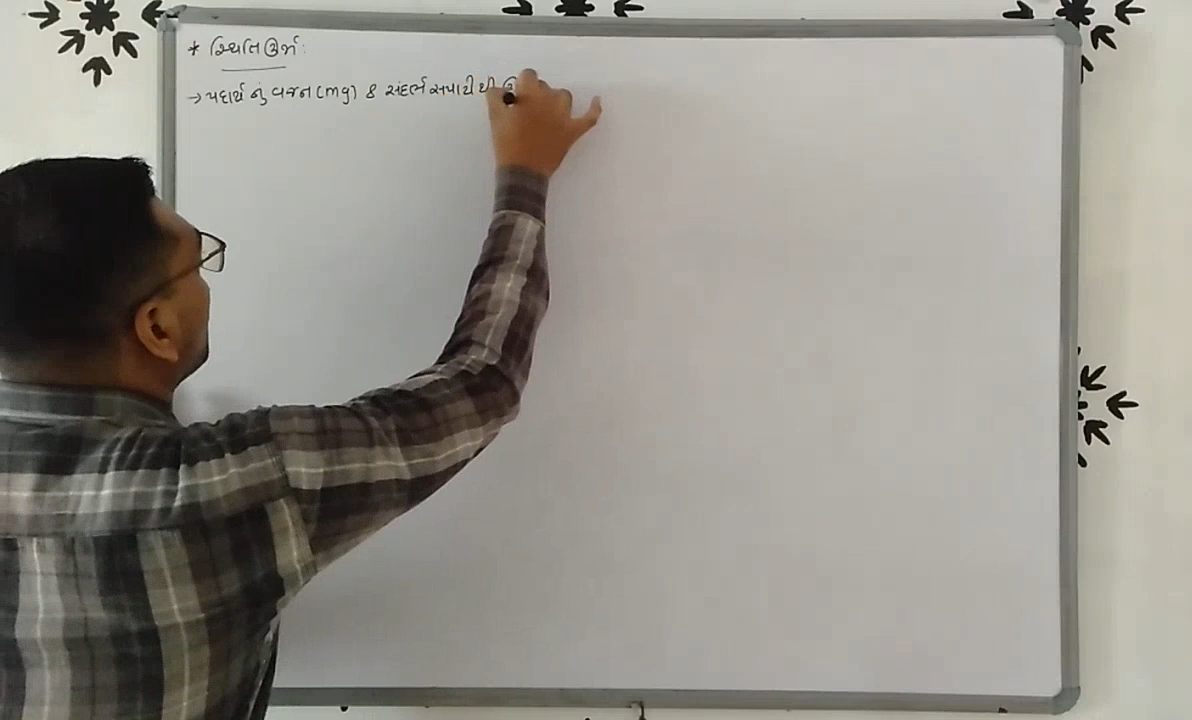 * સ્થિતિઊર્જા:
→ પદાર્થ નું વજન (mg) & સંદર્ભ સપાટી થી